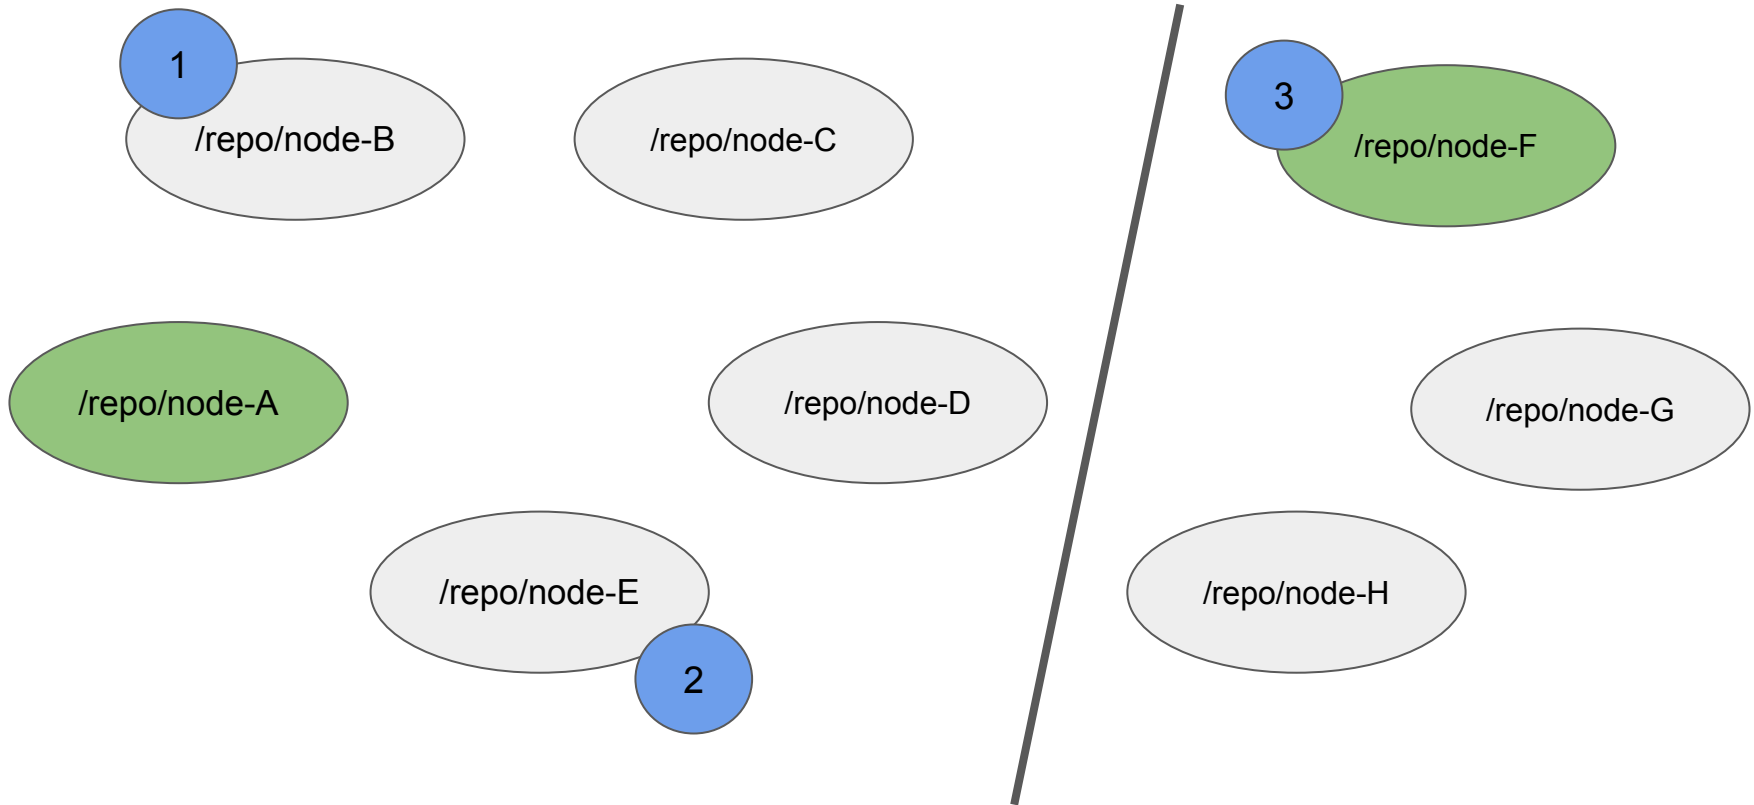 1
/repo/node-B
/repo/node-C
/repo/node-A
/repo/node-D
/repo/node-E
2
3
/repo/node-F
/repo/node-G
/repo/node-H